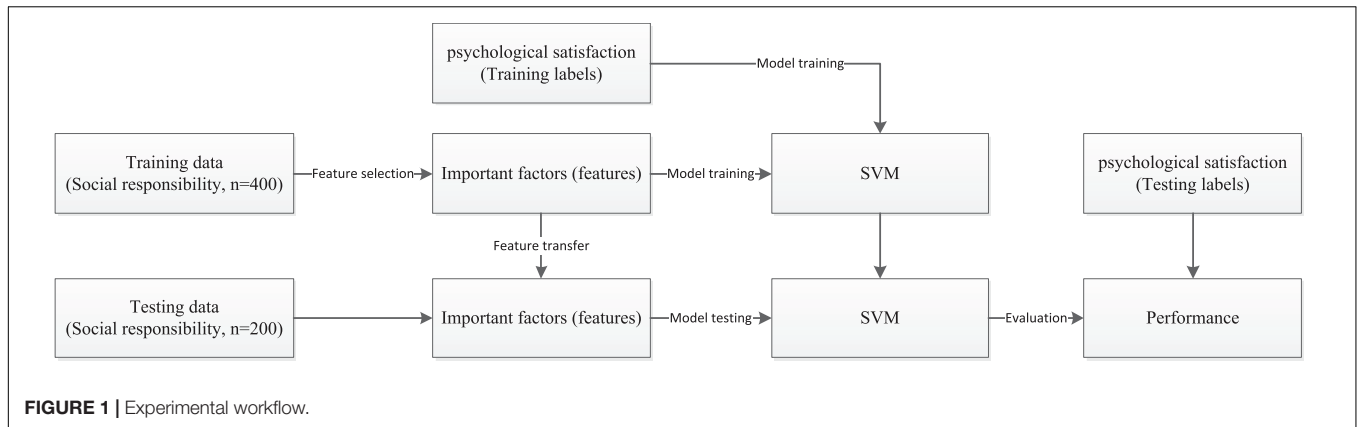 psychological satisfaction
(Training labels)
Model training
Training data
(Social responsibility, n=400)
Feature selection
Important factors (features)
Model training
SVM
psychological satisfaction
(Testing labels)
Feature transfer
Testing data
(Social responsibility, n=200)
Important factors (features)
Model testing
SVM
Evaluation
Performance
FIGURE 1 | Experimental workflow.